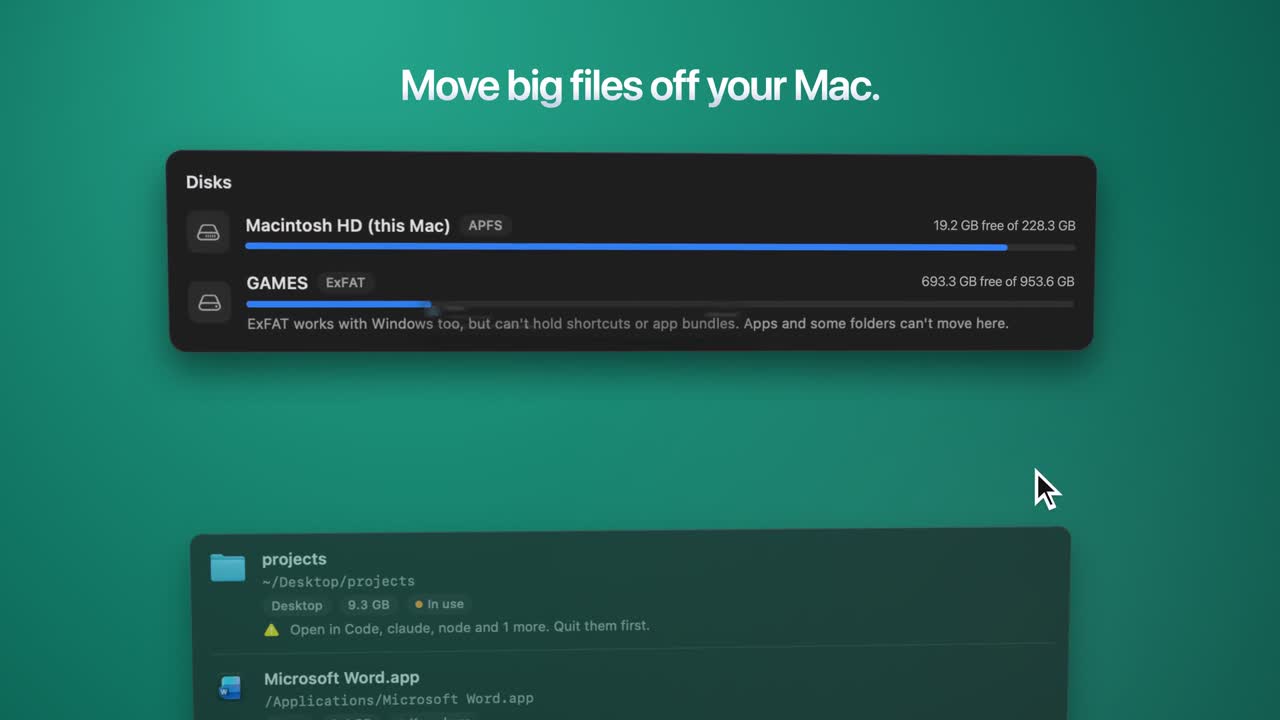 Move big files off your Mac.
Disks
Macintosh HD (this Mac) APFS 19.2 GB free of 228.3 GB
GAMES ExFAT 693.3 GB free of 953.6 GB
ExFAT works with Windows too, but can't hold shortcuts or app bundles. Apps and some folders can't move here.
projects
~/Desktop/projects
Desktop 9.3 GB In use
Open in Code, claude, node and 1 more. Quit them first.
Microsoft Word.app
/Applications/Microsoft Word.app